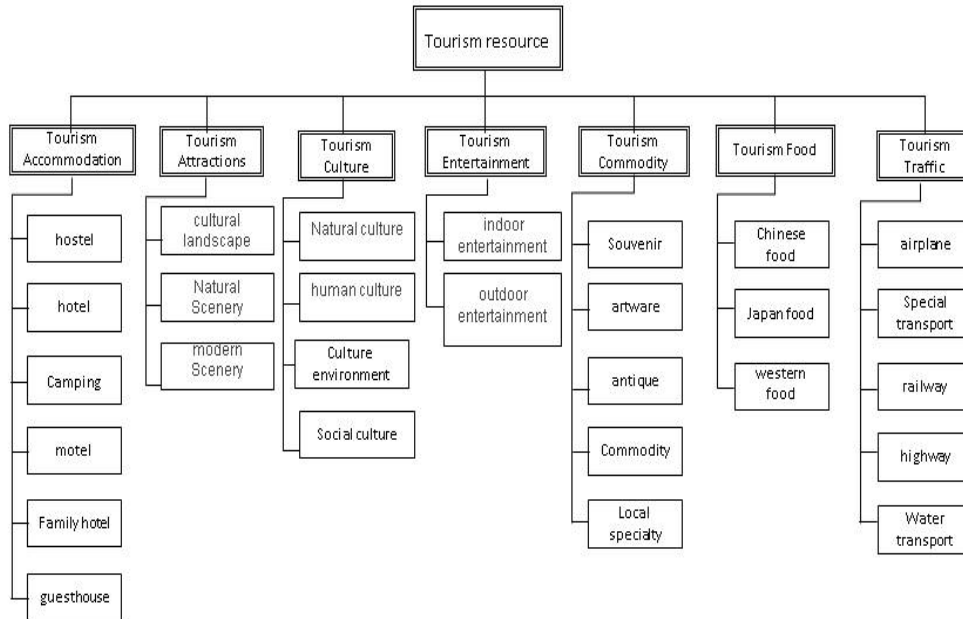 Tourism resource
Tourism
Accommodation
Tourism
Attractions
Tourism
Culture
Tourism
Entertainment
Tourism
Commodity
Tourism Food
Tourism
Traffic
hostel
hotel
Camping
motel
Family hotel
guesthouse
cultural
landscape
Natural
Scenery
modern
Scenery
Natural culture
human culture
Culture
environment
Social culture
indoor
entertainment
outdoor
entertainment
Souvenir
artware
antique
Commodity
Local
specialty
Chinese
food
Japan food
western
food
airplane
Special
transport
railway
highway
Water
transport